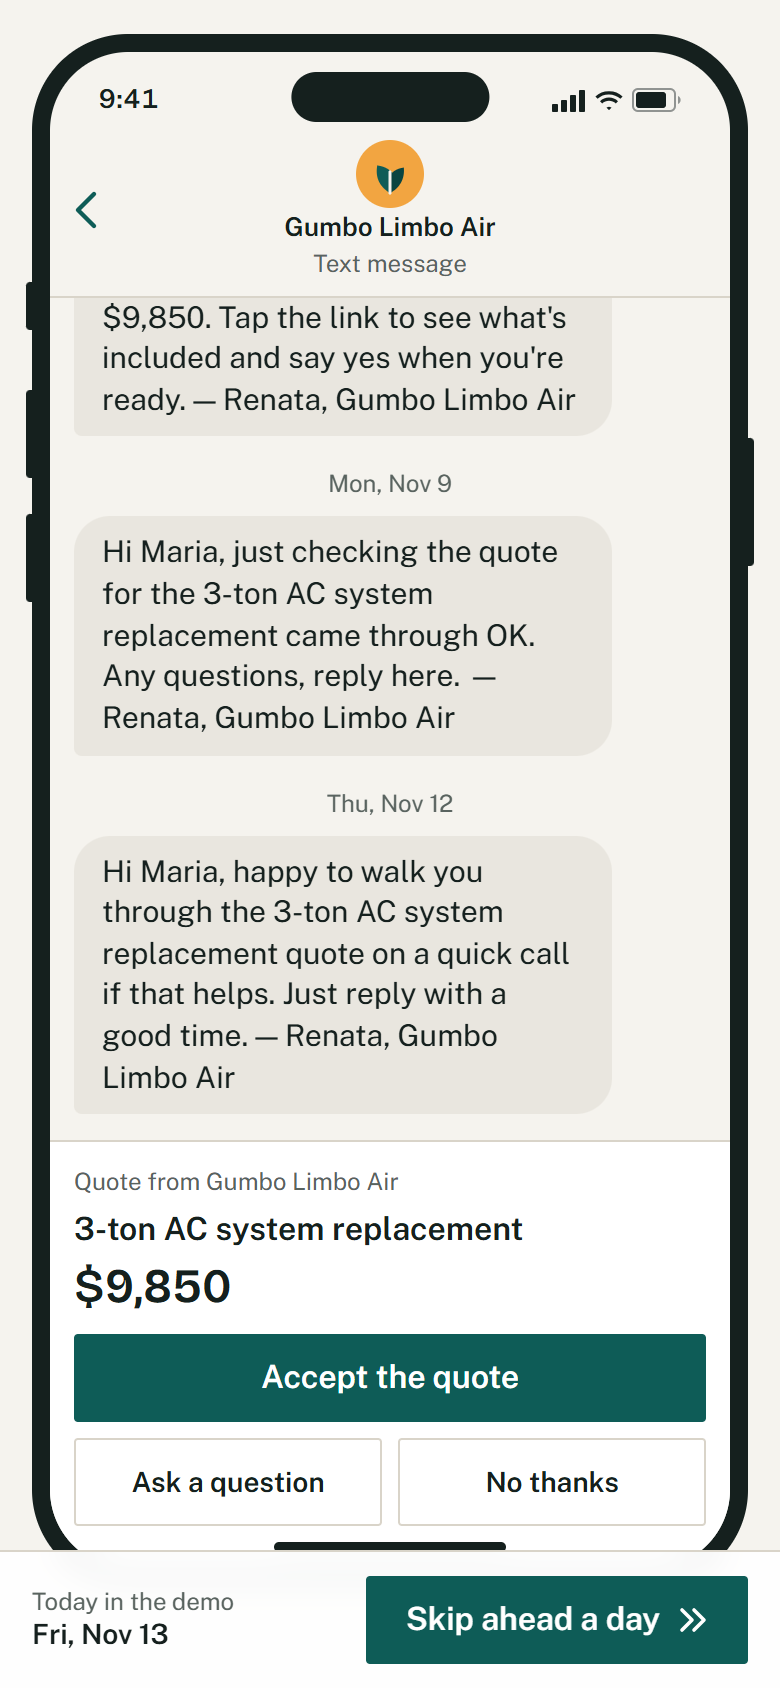 9:41
Gumbo Limbo Air
Text message
$9,850. Tap the link to see what's
included and say yes when you're
ready. — Renata, Gumbo Limbo Air
Mon, Nov 9
Hi Maria, just checking the quote
for the 3-ton AC system
replacement came through OK.
Any questions, reply here. —
Renata, Gumbo Limbo Air
Thu, Nov 12
Hi Maria, happy to walk you
through the 3-ton AC system
replacement quote on a quick call
if that helps. Just reply with a
good time. — Renata, Gumbo
Limbo Air
Quote from Gumbo Limbo Air
3-ton AC system replacement
$9,850
Accept the quote
Ask a question
No thanks
Today in the demo
Fri, Nov 13
Skip ahead a day